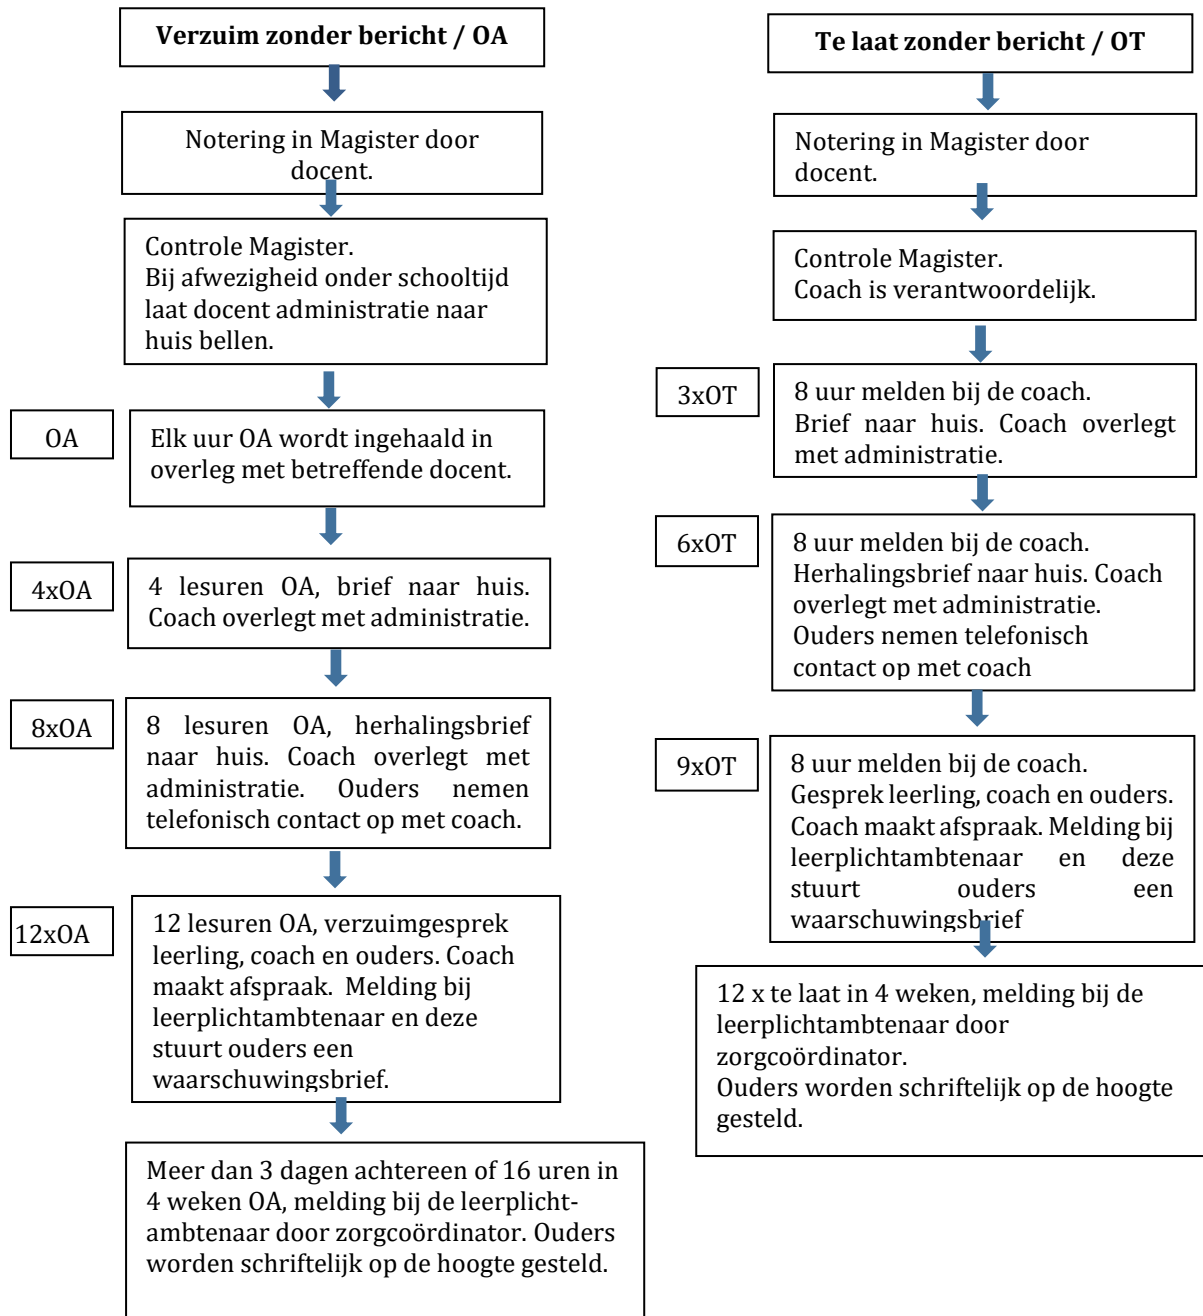 Verzuim zonder bericht / OA
Notering in Magister door
docent.
Controle Magister.
Bij afwezigheid onder schooltijd
laat docent administratie naar
huis bellen.
OA
Elk uur OA wordt ingehaald in
overleg met betreffende docent.
4xOA
4 lesuren OA, brief naar huis.
Coach overlegt met administratie.
8xOA
8 lesuren OA, herhalingsbrief
naar huis. Coach overlegt met
administratie. Ouders nemen
telefonisch contact op met coach.
12xOA
12 lesuren OA, verzuimgesprek
leerling, coach en ouders. Coach
maakt afspraak. Melding bij
leerplichtambtenaar en deze
stuurt ouders een
waarschuwingsbrief.
Meer dan 3 dagen achtereen of 16 uren in
4 weken OA, melding bij de leerplicht-
ambtenaar door zorgcoördinator. Ouders
worden schriftelijk op de hoogte gesteld.
Te laat zonder bericht / OT
Notering in Magister door
docent.
Controle Magister.
Coach is verantwoordelijk.
3xOT
8 uur melden bij de coach.
Brief naar huis. Coach overlegt
met administratie.
6xOT
8 uur melden bij de coach.
Herhalingsbrief naar huis. Coach
overlegt met administratie.
Ouders nemen telefonisch
contact op met coach
9xOT
8 uur melden bij de coach.
Gesprek leerling, coach en ouders.
Coach maakt afspraak. Melding bij
leerplichtambtenaar en deze
stuurt ouders een
waarschuwingsbrief
12 x te laat in 4 weken, melding bij de
leerplichtambtenaar door
zorgcoördinator.
Ouders worden schriftelijk op de hoogte
gesteld.